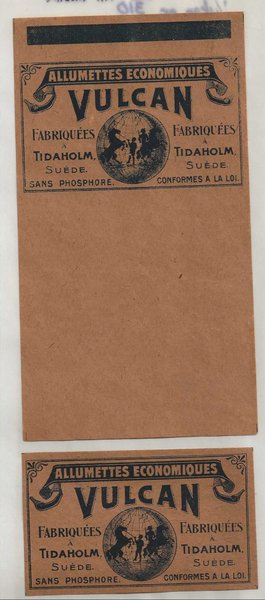 310
ALLUMETTES ECONOMIQUES
VULCAN
FABRIQUÉES
À
TIDAHOLM,
SUÈDE.
FABRIQUÉES
À
TIDAHOLM,
SUÈDE.
SANS PHOSPHORE. CONFORMES A LA LOI.
ALLUMETTES ECONOMIQUES
VULCAN
FABRIQUÉES
À
TIDAHOLM,
SUÈDE.
FABRIQUÉES
À
TIDAHOLM,
SUÈDE.
SANS PHOSPHORE. CONFORMES A LA LOI.